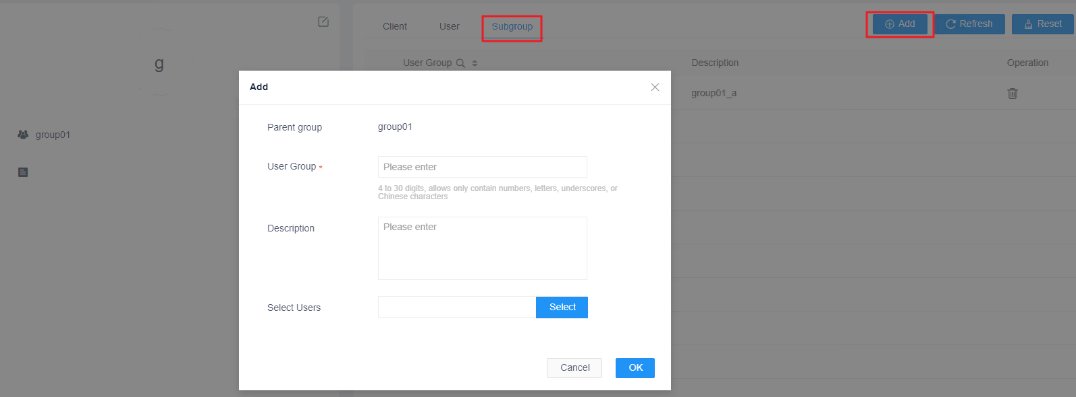 Client User Subgroup Add Refresh Reset
g
User Group Description Operation
group01_a
group01
Add
Parent group group01
User Group Please enter
4 to 30 digits, allows only contain numbers, letters, underscores, or
Chinese characters
Description Please enter
Select Users Select
Cancel OK